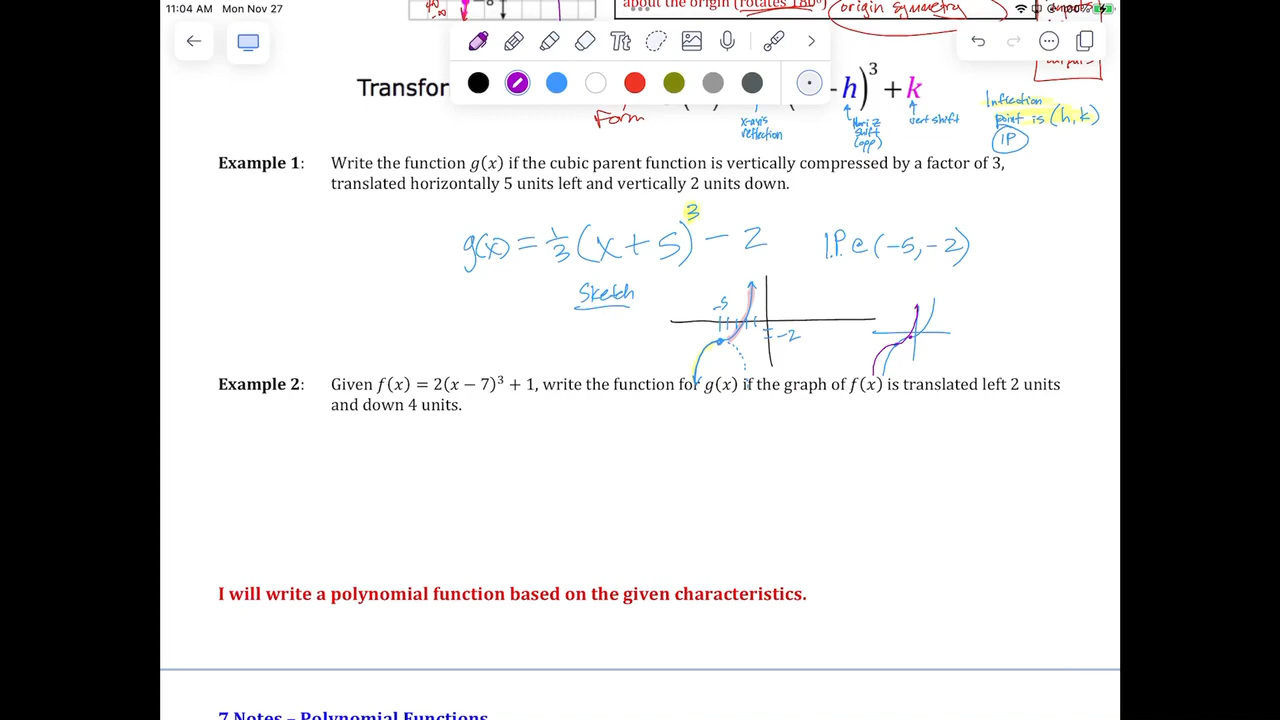 11:04 AM Mon Nov 27
about the origin (rotates 180°)
origin symmetry
100%
Tt
Transfor
- h)³ + k
Form
x-axis
reflection
Horiz
shift
(opp)
vert shift
Inflection
point is (h, k)
IP
Example 1: Write the function g(x) if the cubic parent function is vertically compressed by a factor of 3,
translated horizontally 5 units left and vertically 2 units down.
g(x) = 1/3 (x + 5)³ - 2 I.P. @ (-5, -2)
Sketch
-5
-2
Example 2: Given f(x) = 2(x − 7)³ + 1, write the function for g(x) if the graph of f(x) is translated left 2 units
and down 4 units.
I will write a polynomial function based on the given characteristics.
7 Notes – Polynomial Functions